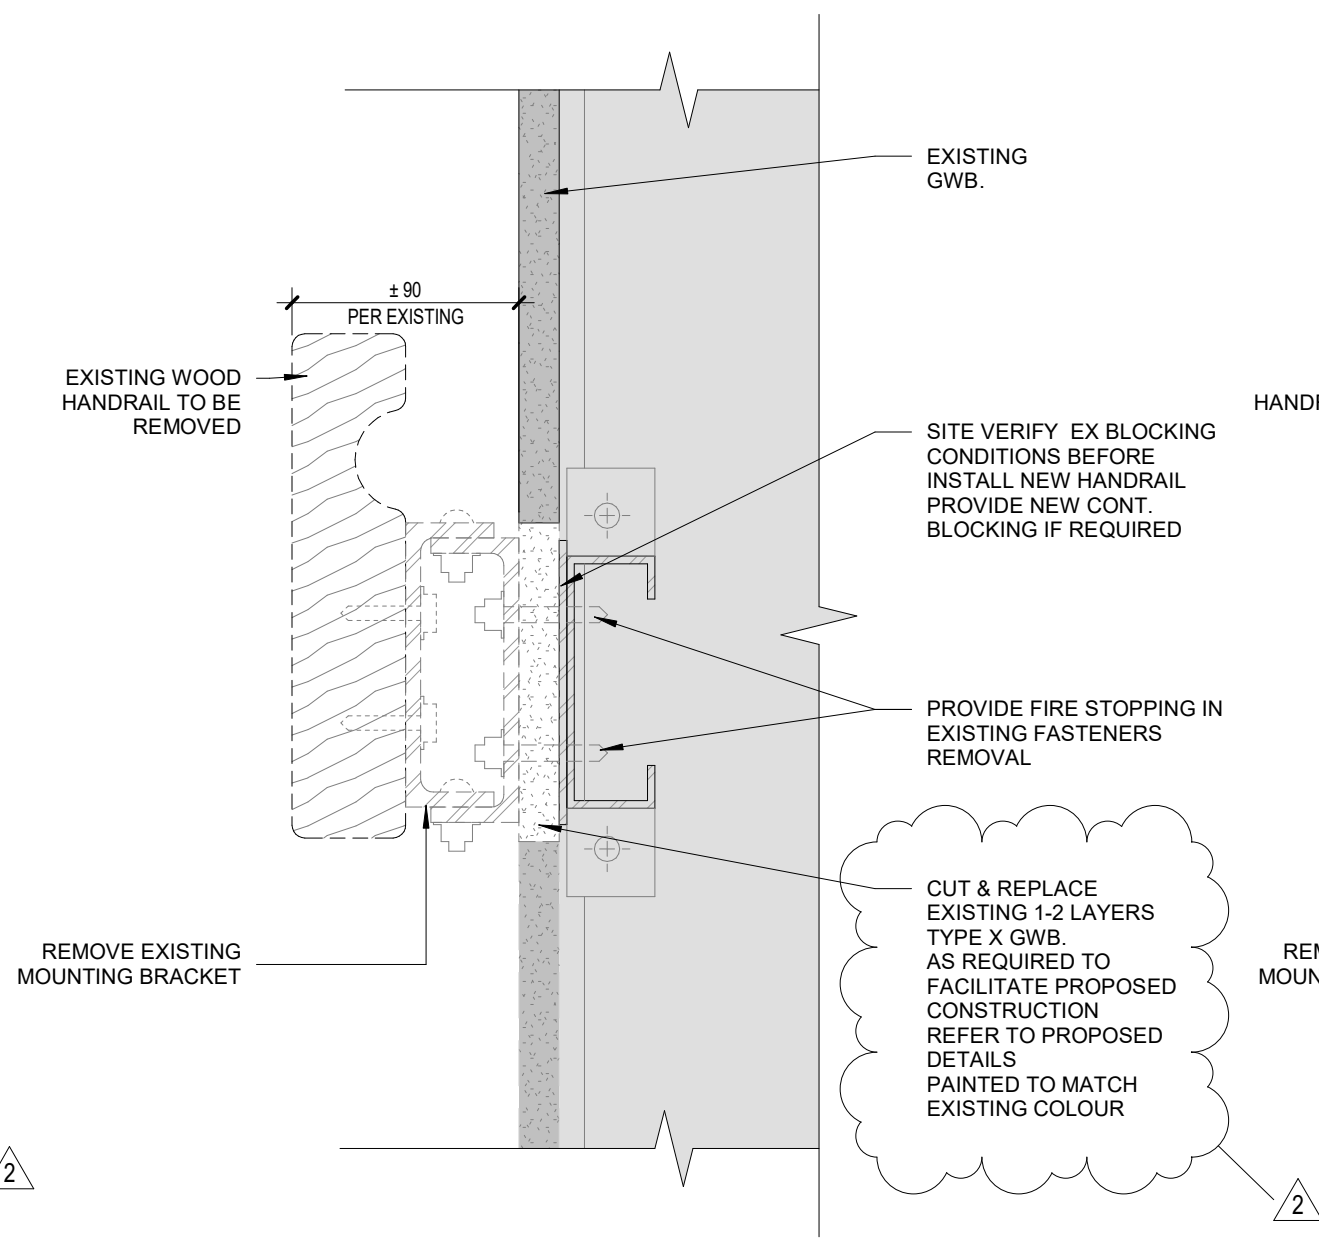 EXISTING
GWB.
± 90
PER EXISTING
EXISTING WOOD
HANDRAIL TO BE
REMOVED
SITE VERIFY EX BLOCKING
CONDITIONS BEFORE
INSTALL NEW HANDRAIL
PROVIDE NEW CONT.
BLOCKING IF REQUIRED
PROVIDE FIRE STOPPING IN
EXISTING FASTENERS
REMOVAL
CUT & REPLACE
EXISTING 1-2 LAYERS
TYPE X GWB.
AS REQUIRED TO
FACILITATE PROPOSED
CONSTRUCTION
REFER TO PROPOSED
DETAILS
PAINTED TO MATCH
EXISTING COLOUR
REMOVE EXISTING
MOUNTING BRACKET
2
2